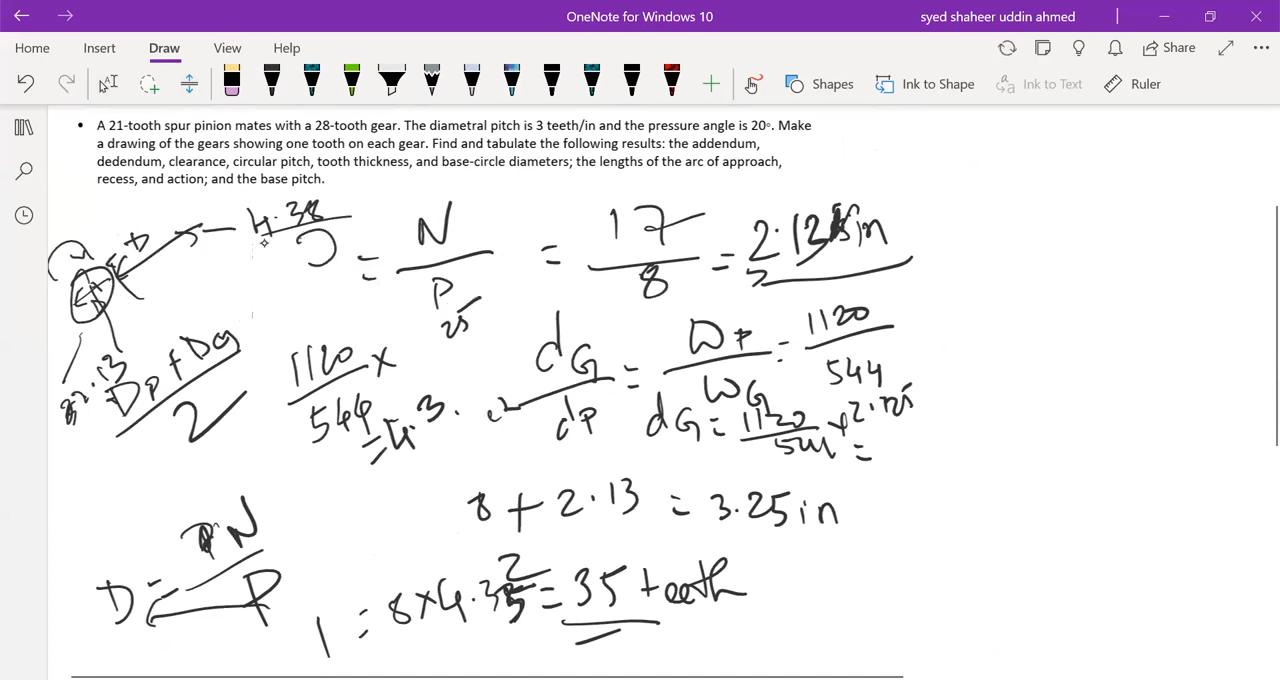 OneNote for Windows 10
syed shaheer uddin ahmed
Home Insert Draw View Help
Share
Shapes Ink to Shape Ink to Text Ruler
• A 21-tooth spur pinion mates with a 28-tooth gear. The diametral pitch is 3 teeth/in and the pressure angle is 20◦. Make
a drawing of the gears showing one tooth on each gear. Find and tabulate the following results: the addendum,
dedendum, clearance, circular pitch, tooth thickness, and base-circle diameters; the lengths of the arc of approach,
recess, and action; and the base pitch.
4.38
= N / P = 17 / 8 = 2.13 in
DP + DG / 2
1120 / 544 ×
= 4.3
dG / dP = WP / WG = 1120 / 544
dG = 1120 / 544
8 + 2.13 = 3.25 in
D = N / P
= 35 teeth